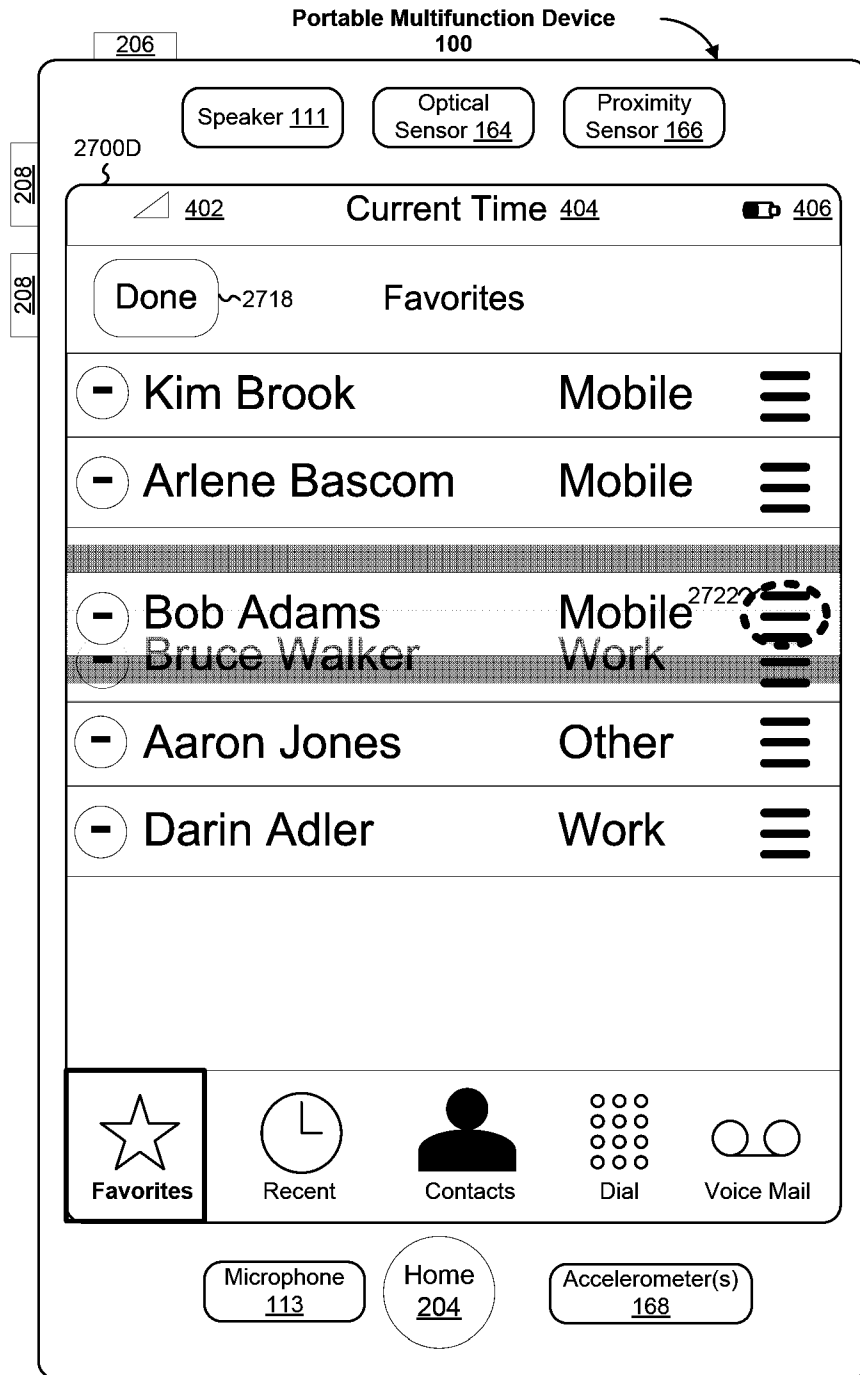 Portable Multifunction Device
100
206
Speaker 111
Optical
Sensor 164
Proximity
Sensor 166
2700D
208
402 Current Time 404 406
208
Done 2718 Favorites
- Kim Brook Mobile
- Arlene Bascom Mobile
- Bob Adams Mobile 2722
- Bruce Walker Work
- Aaron Jones Other
- Darin Adler Work
Favorites Recent Contacts Dial Voice Mail
Microphone
113
Home
204
Accelerometer(s)
168